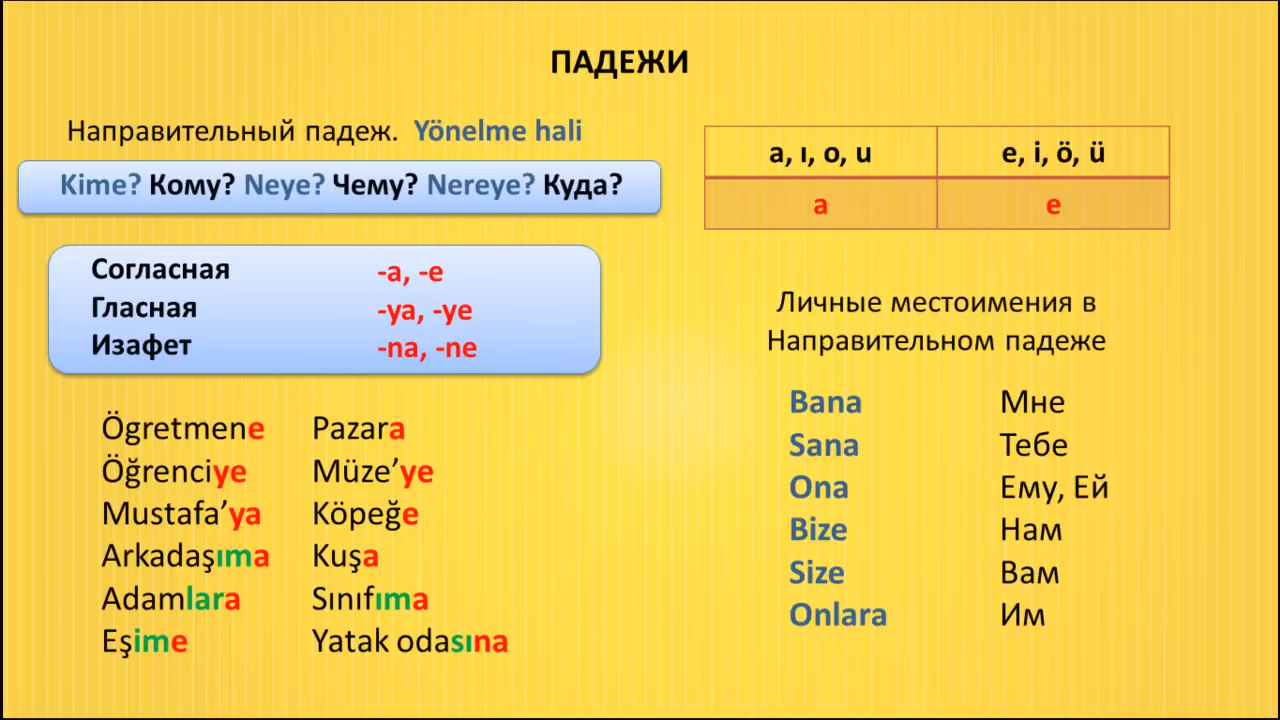 ПАДЕЖИ
Направительный падеж. Yönelme hali
Kime? Кому? Neye? Чему? Nereye? Куда?
Согласная -a, -e
Гласная -ya, -ye
Изафет -na, -ne
Ögretmene Pazara
Öğrenciye Müze’ye
Mustafa’ya Köpeğe
Arkadaşıma Kuşa
Adamlara Sınıfıma
Eşime Yatak odasına
a, ı, o, u e, i, ö, ü
a e
Личные местоимения в
Направительном падеже
Bana Мне
Sana Тебе
Ona Ему, Ей
Bize Нам
Size Вам
Onlara Им